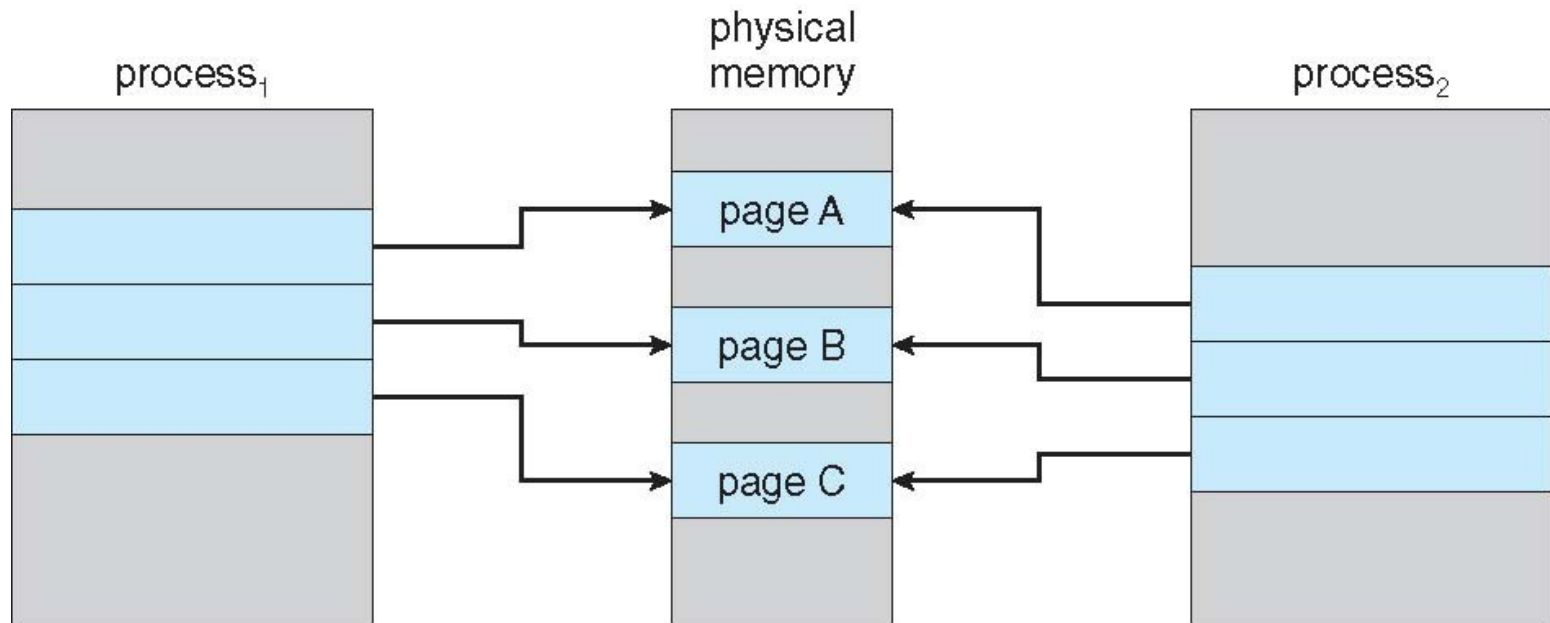 process₁
physical
memory
process₂
page A
page B
page C